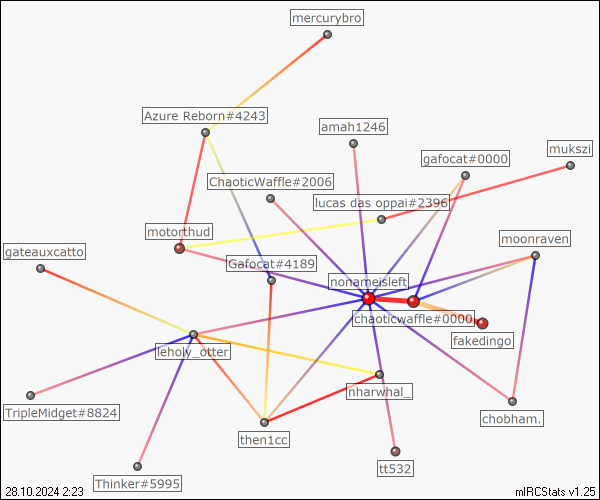 mercurybro
Azure Reborn#4243
amah1246
mukszi
gafocat#0000
ChaoticWaffle#2006
lucas das oppai#2396
motorthud
moonraven
gateauxcatto
Gafocat#4189
nonameisleft
chaoticwaffle#0000
fakedingo
leholy_otter
nharwhal_
TripleMidget#8824
chobham.
then1cc
tt532
Thinker#5995
28.10.2024 2:23
mIRCStats v1.25